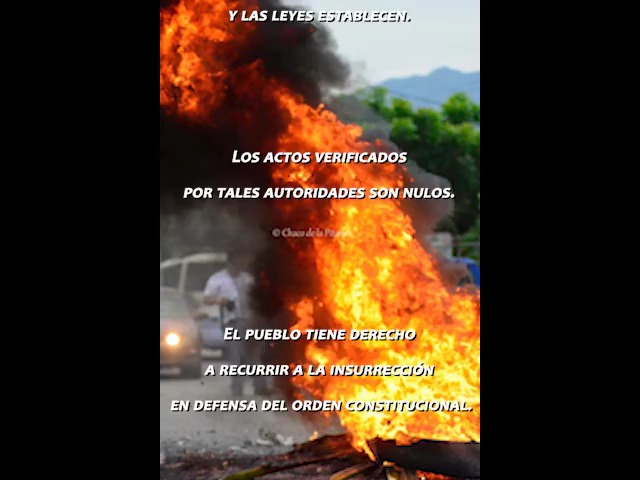 Y LAS LEYES ESTABLECEN.
LOS ACTOS VERIFICADOS
POR TALES AUTORIDADES SON NULOS.
© Chaco de la Pitoreta
EL PUEBLO TIENE DERECHO
A RECURRIR A LA INSURRECCIÓN
EN DEFENSA DEL ORDEN CONSTITUCIONAL.